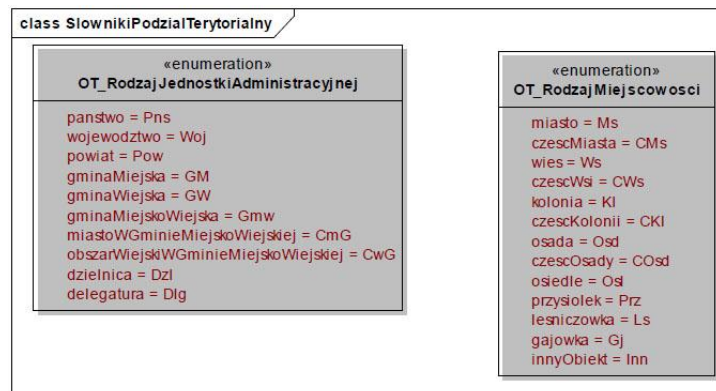 class SlownikiPodzialTerytorialny
«enumeration»
OT_RodzajJednostkiAdministracyjnej
panstwo = Pns
wojewodztwo = Woj
powiat = Pow
gminaMiejska = GM
gminaWiejska = GW
gminaMiejskoWiejska = Gmw
miastoWGminieMiejskoWiejskiej = CmG
obszarWiejskiWGminieMiejskoWiejskiej = CwG
dzielnica = Dzl
delegatura = Dlg
«enumeration»
OT_RodzajMiejscowosci
miasto = Ms
czescMiasta = CMs
wies = Ws
czescWsi = CWs
kolonia = Kl
czescKolonii = CKl
osada = Osd
czescOsady = COsd
osiedle = Osl
przysiolek = Prz
lesniczowka = Ls
gajowka = Gj
innyObiekt = Inn